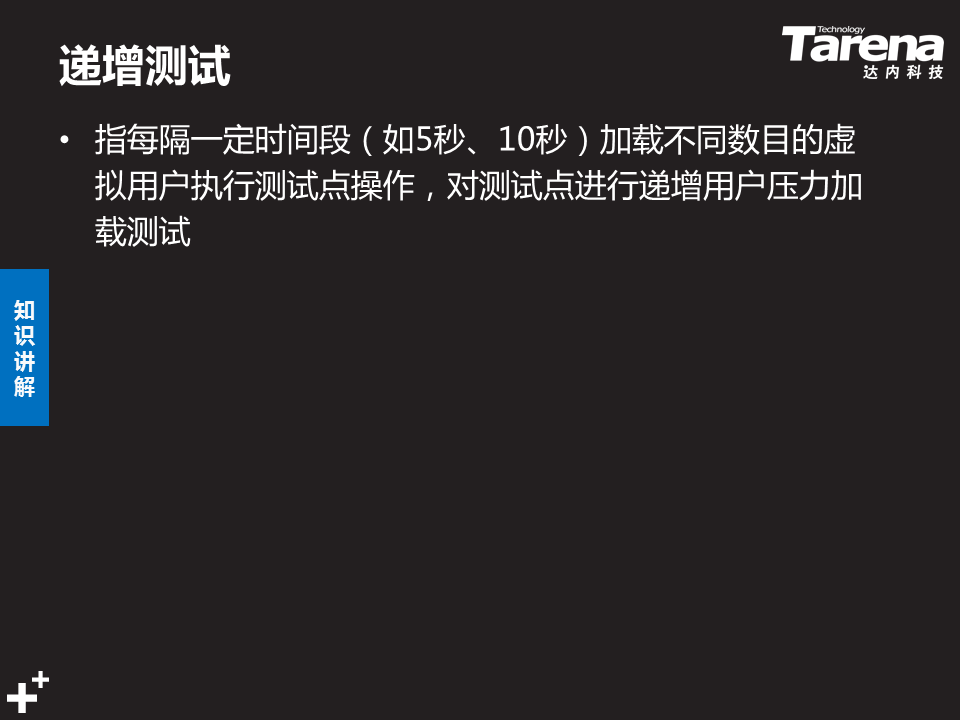 递增测试
Technology
Tarena
达内科技
• 指每隔一定时间段（如5秒、10秒）加载不同数目的虚
拟用户执行测试点操作，对测试点进行递增用户压力加
载测试
知
识
讲
解